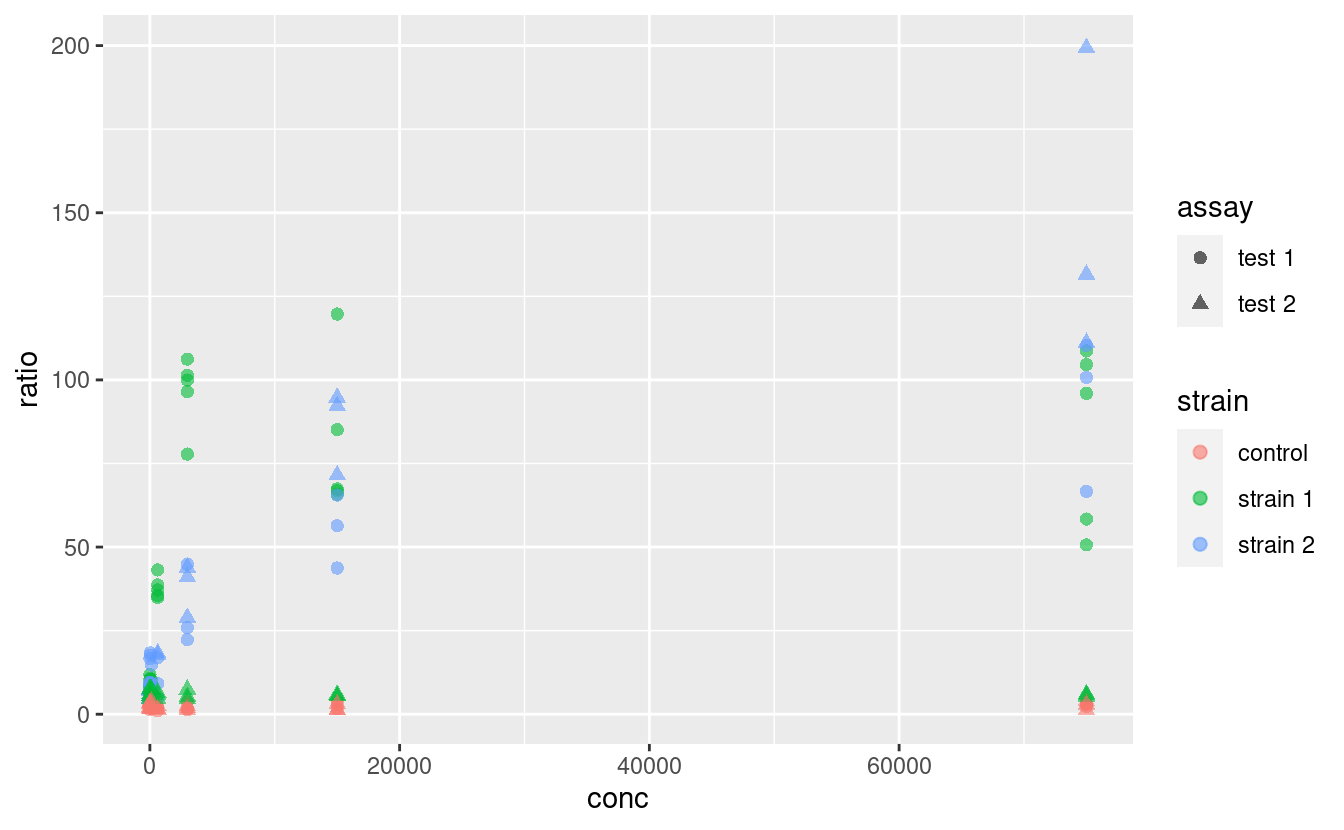 200
150
100
50
0
ratio
0 20000 40000 60000
conc
assay
test 1
test 2
strain
control
strain 1
strain 2